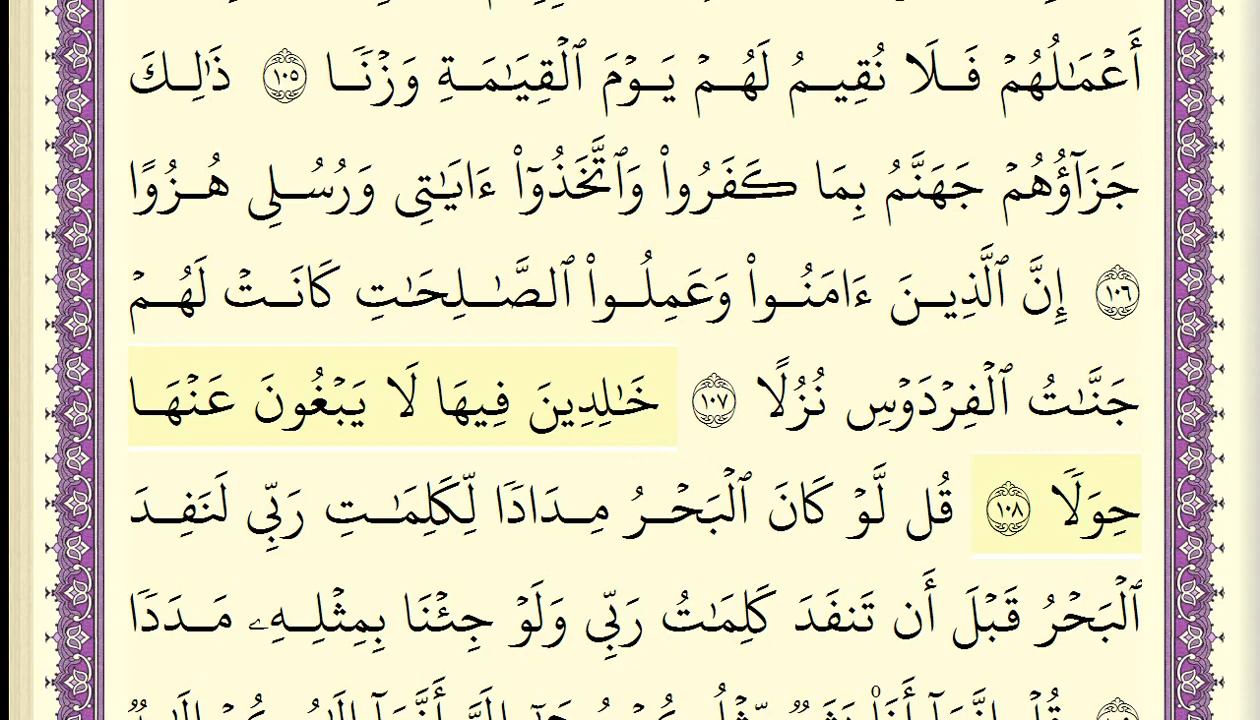 أَعۡمَٰلُهُمۡ فَلَا نُقِيمُ لَهُمۡ يَوۡمَ ٱلۡقِيَٰمَةِ وَزۡنٗا ١٠٥ ذَٰلِكَ
جَزَآؤُهُمۡ جَهَنَّمُ بِمَا كَفَرُواْ وَٱتَّخَذُوٓاْ ءَايَٰتِي وَرُسُلِي هُزُوًا
١٠٦ إِنَّ ٱلَّذِينَ ءَامَنُواْ وَعَمِلُواْ ٱلصَّٰلِحَٰتِ كَانَتۡ لَهُمۡ
جَنَّٰتُ ٱلۡفِرۡدَوۡسِ نُزُلًا ١٠٧ خَٰلِدِينَ فِيهَا لَا يَبۡغُونَ عَنۡهَا
حِوَلٗا ١٠٨ قُل لَّوۡ كَانَ ٱلۡبَحۡرُ مِدَادٗا لِّكَلِمَٰتِ رَبِّي لَنَفِدَ
ٱلۡبَحۡرُ قَبۡلَ أَن تَنفَدَ كَلِمَٰتُ رَبِّي وَلَوۡ جِئۡنَا بِمِثۡلِهِۦ مَدَدٗا